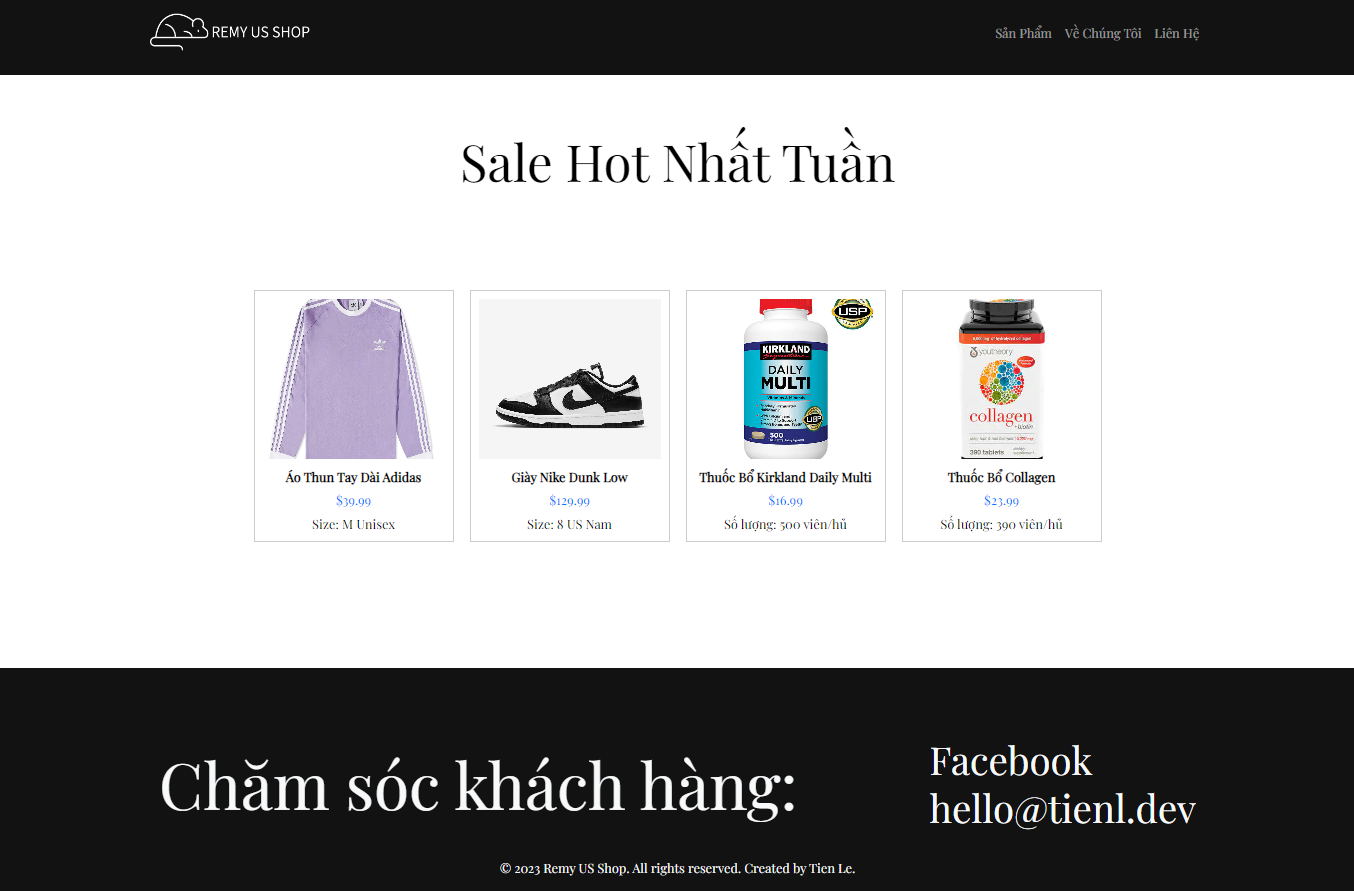 REMY US SHOP
Sản Phẩm Về Chúng Tôi Liên Hệ
Sale Hot Nhất Tuần
USP
KIRKLAND
DAILY
MULTI
500
youtheory
collagen
+biotin
390 tablets
Áo Thun Tay Dài Adidas
$39.99
Size: M Unisex
Giày Nike Dunk Low
$129.99
Size: 8 US Nam
Thuốc Bổ Kirkland Daily Multi
$16.99
Số lượng: 500 viên/hủ
Thuốc Bổ Collagen
$23.99
Số lượng: 390 viên/hủ
Chăm sóc khách hàng:
Facebook
hello@tienl.dev
© 2023 Remy US Shop. All rights reserved. Created by Tien Le.